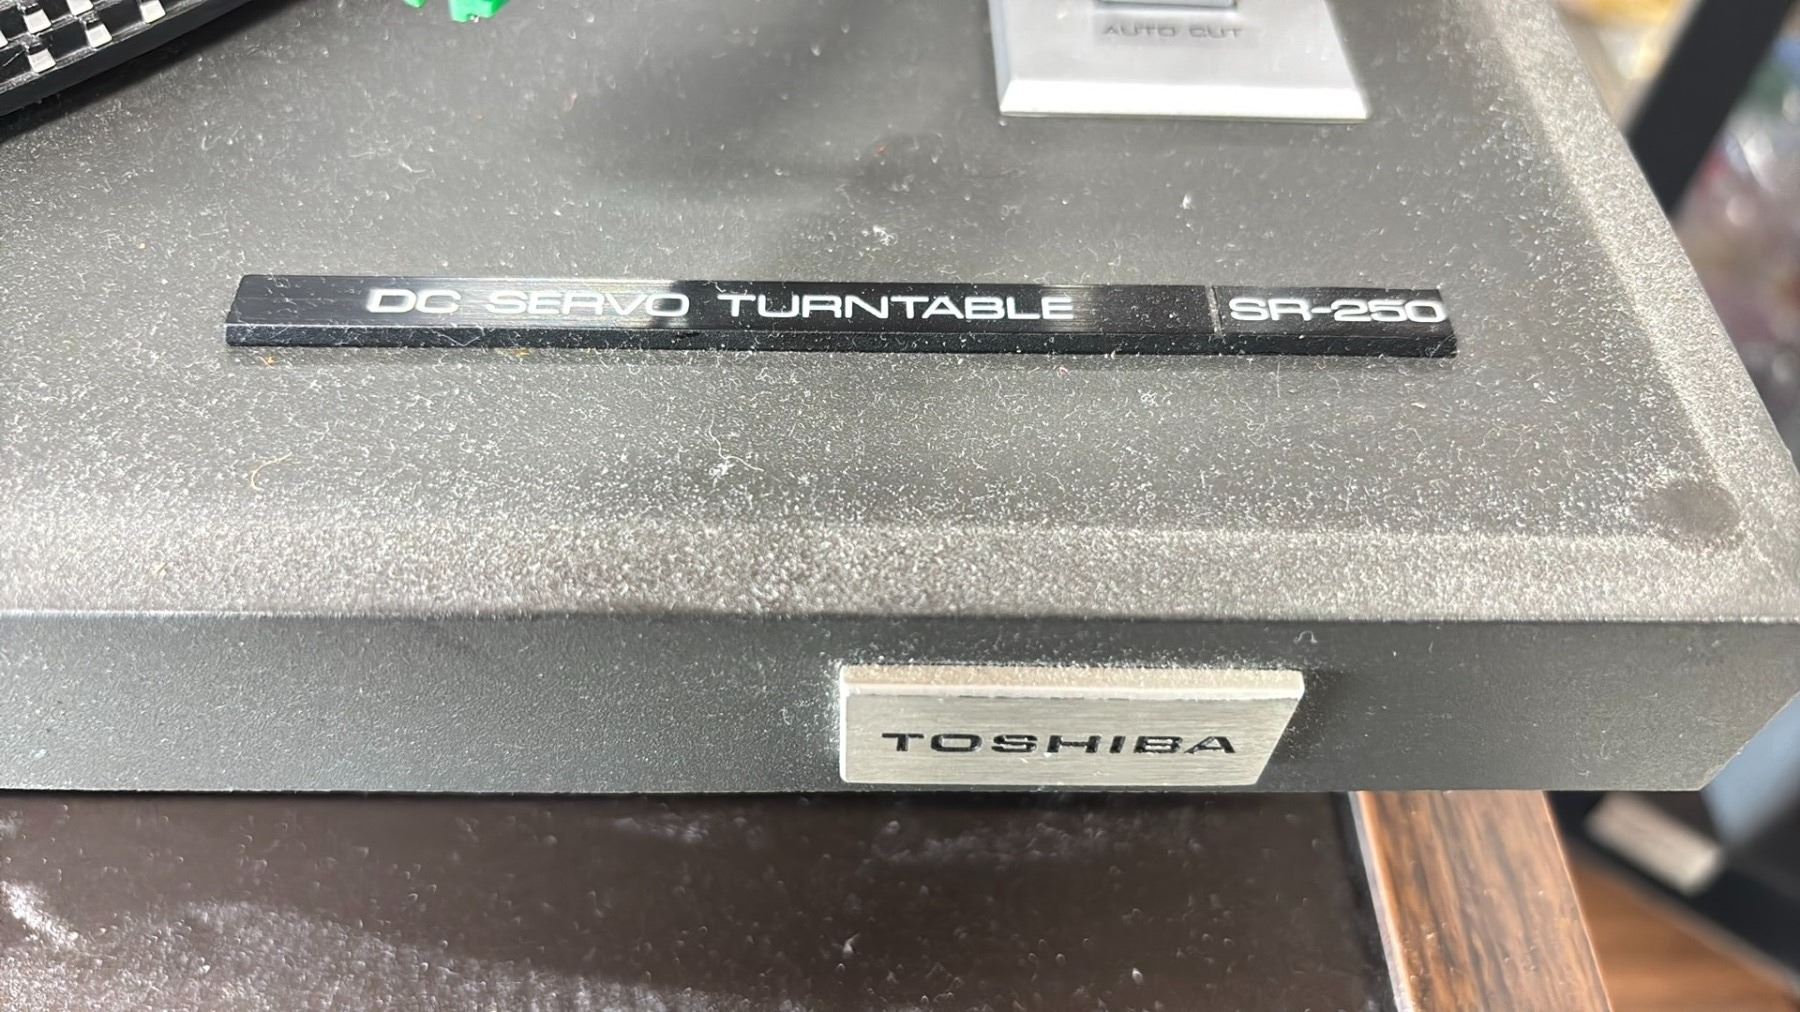 AUTO CUT
DC SERVO TURNTABLE SR-250
TOSHIBA